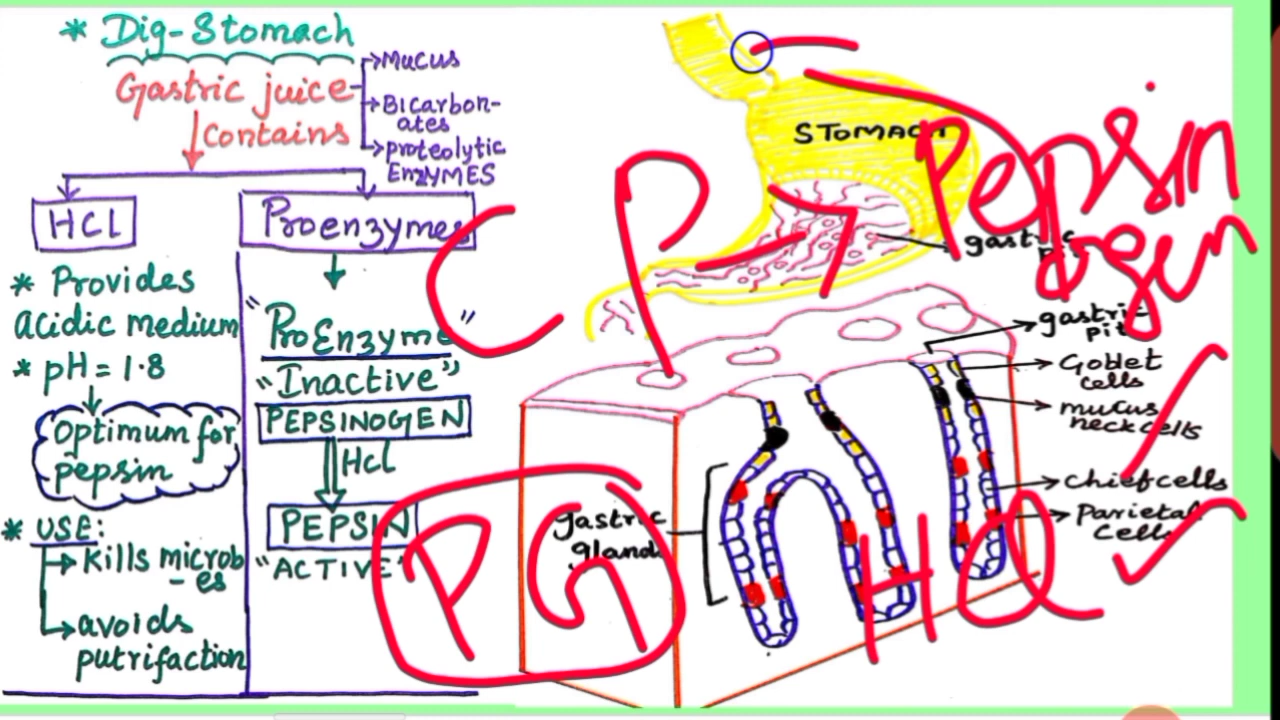 * Dig-Stomach
Gastric juice
contains
Mucus
Bicarbon-
ates
proteolytic
EnZYMES
HCl
* Provides
acidic medium
* pH = 1.8
Optimum for
pepsin
* USE:
Kills microb
-es
avoids
putrifaction
Proenzymes
"ProEnzyme"
"Inactive"
PEPSINOGEN
Hcl
PEPSIN
"ACTIVE"
STOMACH
gastric
gastric
pit
Goblet
cells
mucus
neck cells
chief cells
Parietal
cells
gastric
glands
C P → Pepsin
ogen
PG
HCl